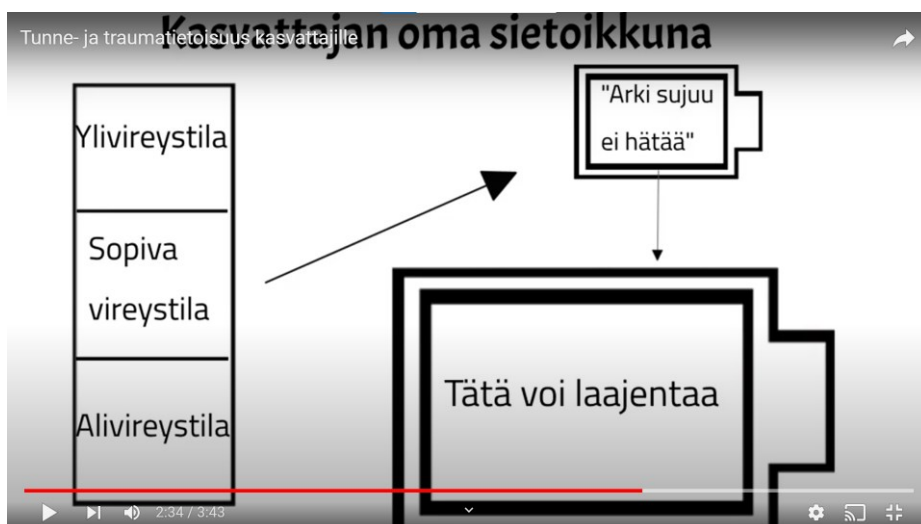 Kasvattajan oma sietoikkuna
Tunne- ja traumatietoisuus kasvattajille
Ylivireystila
Sopiva
vireystila
Alivireystila
"Arki sujuu
ei hätää"
Tätä voi laajentaa
2:34 / 3:43